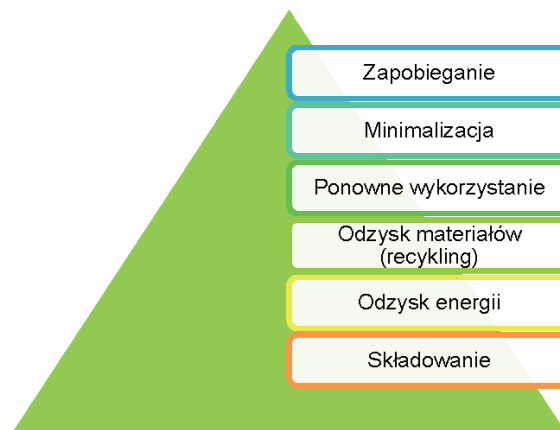 Zapobieganie
Minimalizacja
Ponowne wykorzystanie
Odzysk materiałów
(recykling)
Odzysk energii
Składowanie